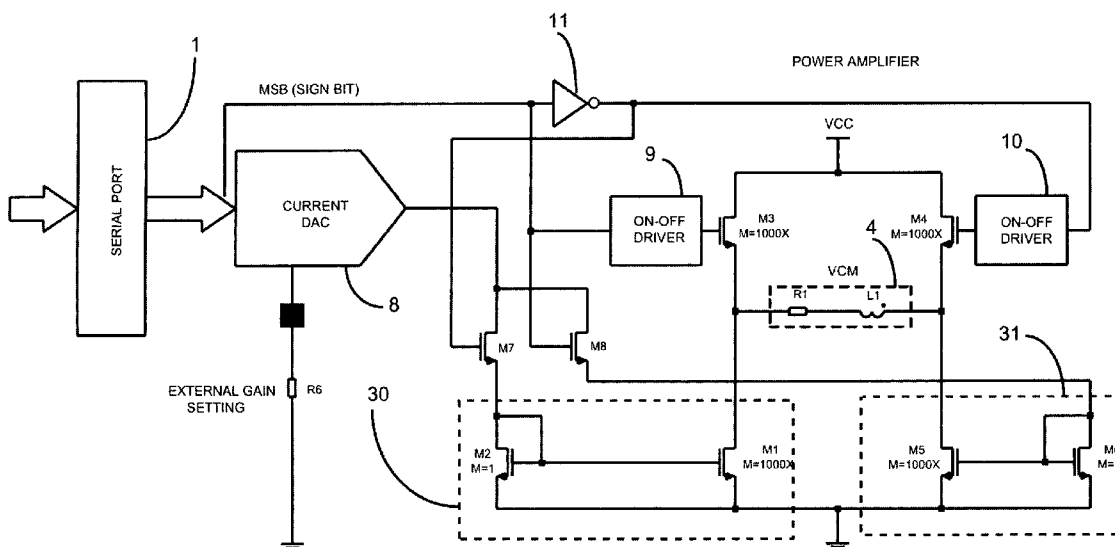 1
11
POWER AMPLIFIER
MSB (SIGN BIT)
VCC
9
10
SERIAL PORT
CURRENT
DAC
ON-OFF
DRIVER
M3
M=1000X
4
M4
M=1000X
ON-OFF
DRIVER
VCM
R1
L1
8
M7
M8
31
EXTERNAL GAIN
SETTING
R6
30
M2
M=1
M1
M=1000X
M5
M=1000X
M=